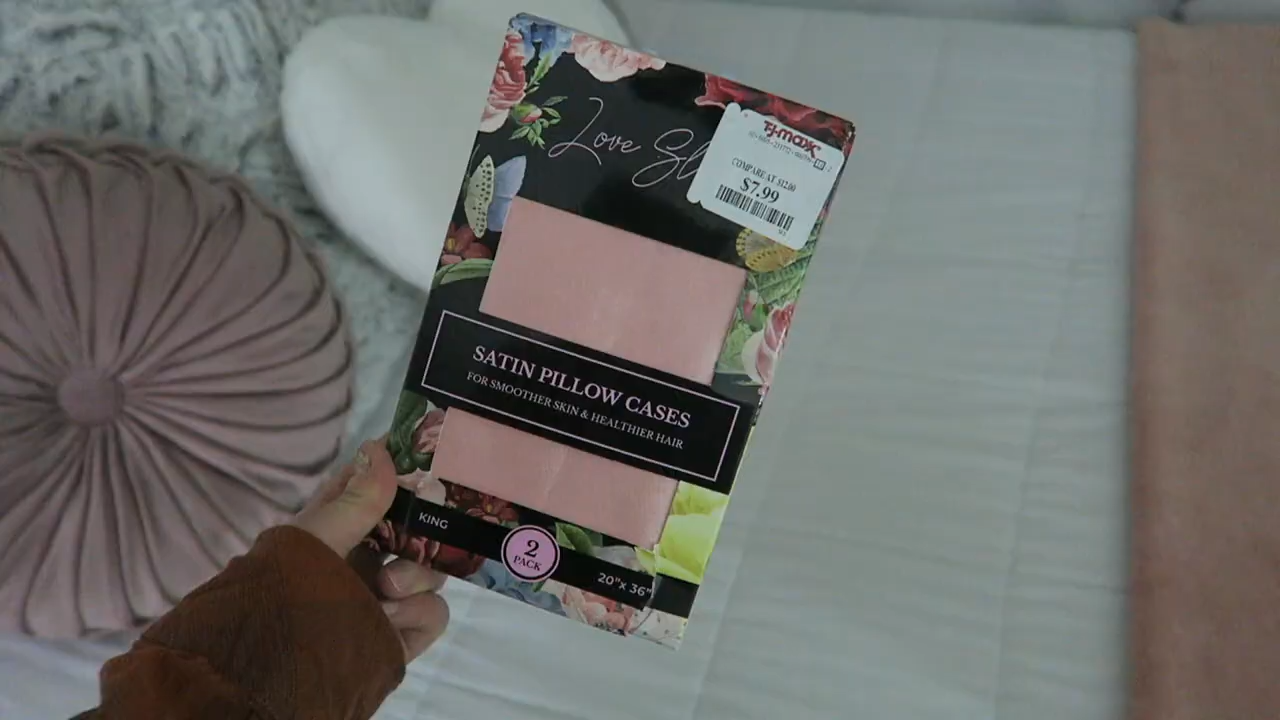 Love
T.J.maxx
COMPARE AT $12.00
$7.99
SATIN PILLOW CASES
FOR SMOOTHER SKIN & HEALTHIER HAIR
KING
2
PACK
20"x 36"